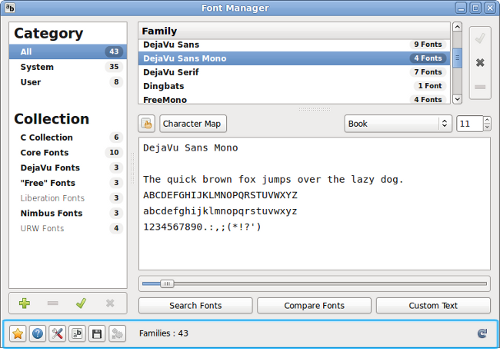 Font Manager
Category
All 43
System 35
User 8
Collection
C Collection 6
Core Fonts 10
DejaVu Fonts 3
"Free" Fonts 3
Liberation Fonts 3
Nimbus Fonts 3
URW Fonts 4
Family
DejaVu Sans 9 Fonts
DejaVu Sans Mono 4 Fonts
DejaVu Serif 7 Fonts
Dingbats 1 Font
FreeMono 4 Fonts
Character Map Book 11
DejaVu Sans Mono
The quick brown fox jumps over the lazy dog.
ABCDEFGHIJKLMNOPQRSTUVWXYZ
abcdefghijklmnopqrstuvwxyz
1234567890.:,;(*!?')
Search Fonts Compare Fonts Custom Text
Families : 43